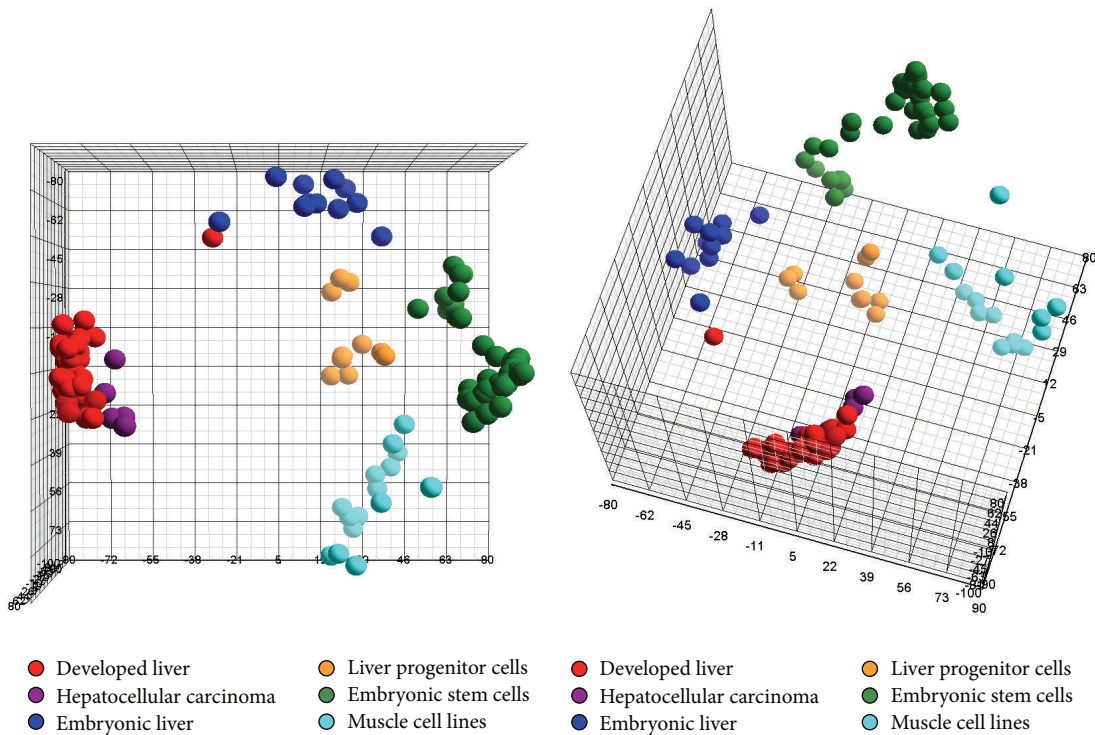 -80
-62
-45
-28
39
56
73
-72
-55
-38
-21
-4
46
63
80
80
63
46
29
12
-5
-21
-38
-80
-62
-45
-28
-11
5
22
39
56
73
90
Developed liver
Hepatocellular carcinoma
Embryonic liver
Liver progenitor cells
Embryonic stem cells
Muscle cell lines
Developed liver
Hepatocellular carcinoma
Embryonic liver
Liver progenitor cells
Embryonic stem cells
Muscle cell lines